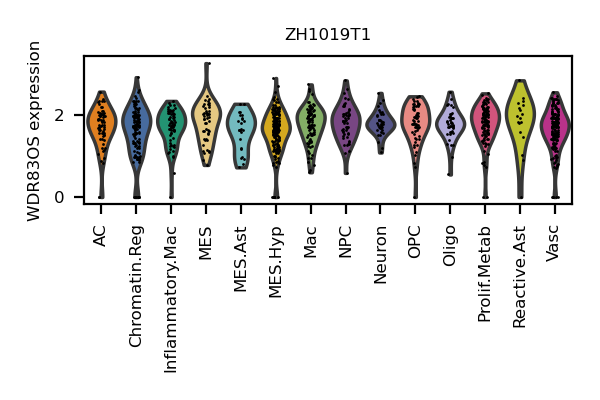 ZH1019T1
WDR83OS expression
2
0
AC
Chromatin.Reg
Inflammatory.Mac
MES
MES.Ast
MES.Hyp
Mac
NPC
Neuron
OPC
Oligo
Prolif.Metab
Reactive.Ast
Vasc